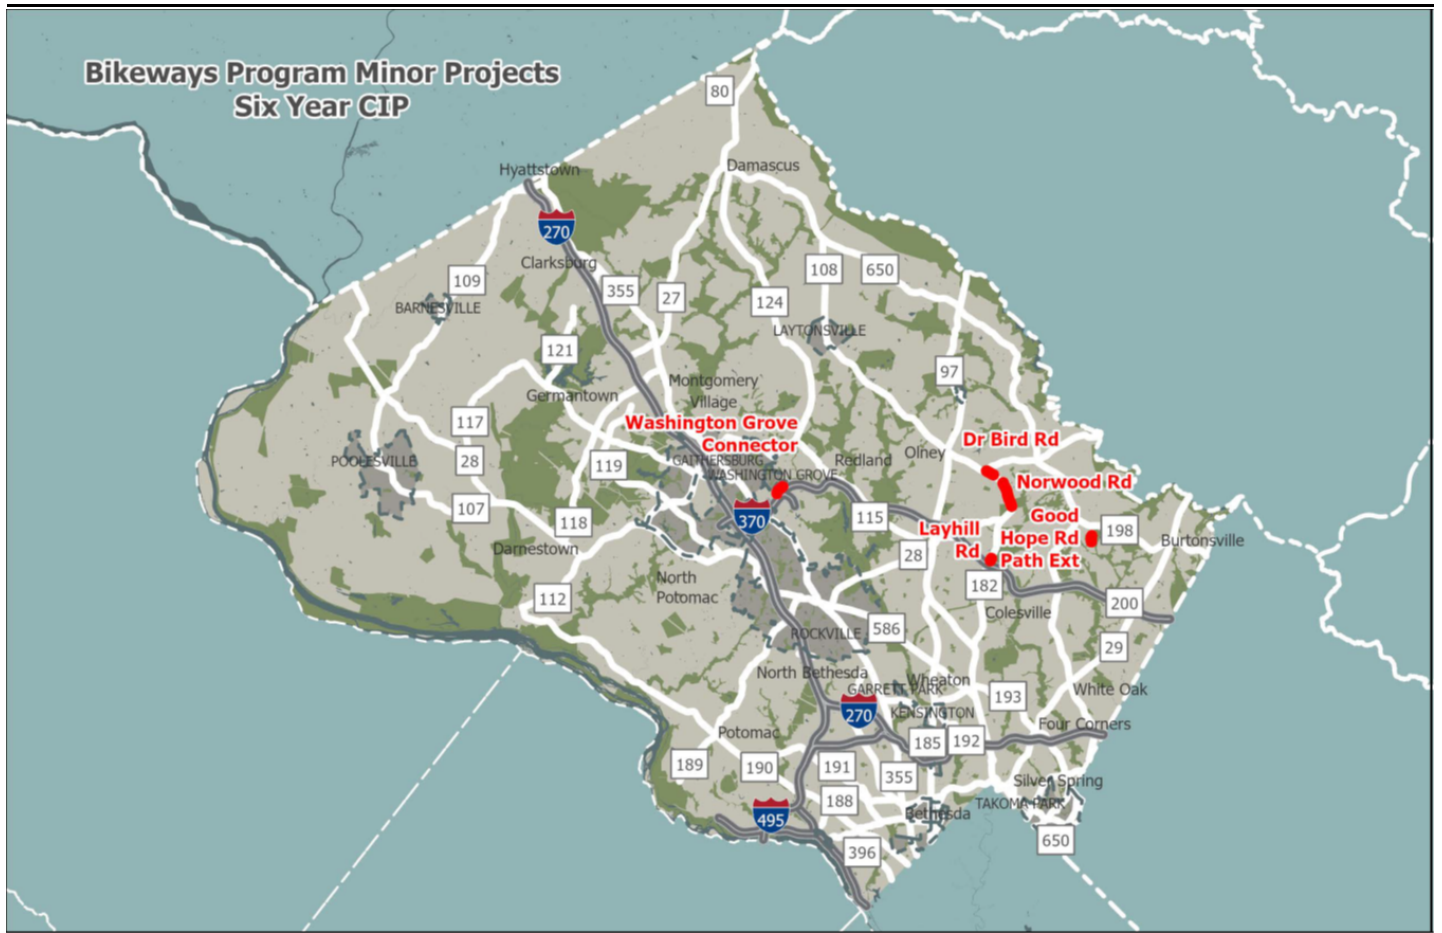 Bikeways Program Minor Projects
Six Year CIP
80
Hyattstown
Damascus
270
Clarksburg
109
355
27
124
108
650
BARNESVILLE
LAYTONSVILLE
121
97
Montgomery
Village
Germantown
117
Washington Grove
Connector
Dr Bird Rd
Olney
POOLESVILLE
28
119
GAITHERSBURG
Redland
WASHINGTON GROVE
Norwood Rd
107
118
370
115
Good
Hope Rd
Path Ext
Layhill
Rd
198
Burtonsville
Darnestown
28
North
Potomac
182
Colesville
200
112
ROCKVILLE
586
29
North Bethesda
Wheaton
GARRETT PARK
193
White Oak
270
KENSINGTON
Four Corners
Potomac
185
192
189
190
191
355
Silver Spring
188
TAKOMA PARK
495
Bethesda
650
396